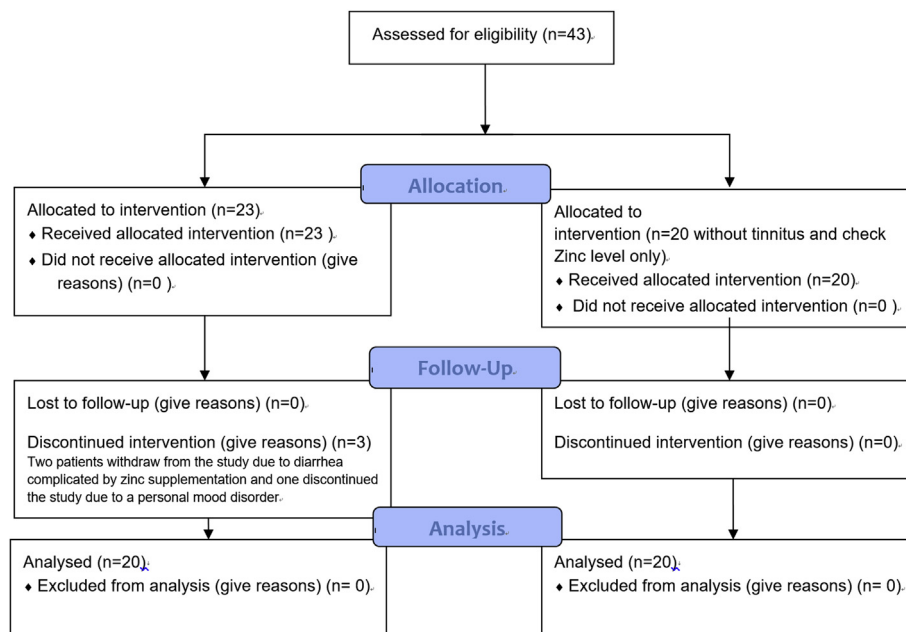 Assessed for eligibility (n=43)
Allocation
Allocated to intervention (n=23)
♦ Received allocated intervention (n=23 )
♦ Did not receive allocated intervention (give
reasons) (n=0 )
Allocated to
intervention (n=20 without tinnitus and check
Zinc level only)
♦ Received allocated intervention (n=20)
♦ Did not receive allocated intervention (n=0 )
Follow-Up
Lost to follow-up (give reasons) (n=0)
Discontinued intervention (give reasons) (n=3)
Two patients withdraw from the study due to diarrhea
complicated by zinc supplementation and one discontinued
the study due to a personal mood disorder
Lost to follow-up (give reasons) (n=0)
Discontinued intervention (give reasons) (n=0)
Analysis
Analysed (n=20)
♦ Excluded from analysis (give reasons) (n= 0)
Analysed (n=20)
♦ Excluded from analysis (give reasons) (n= 0)